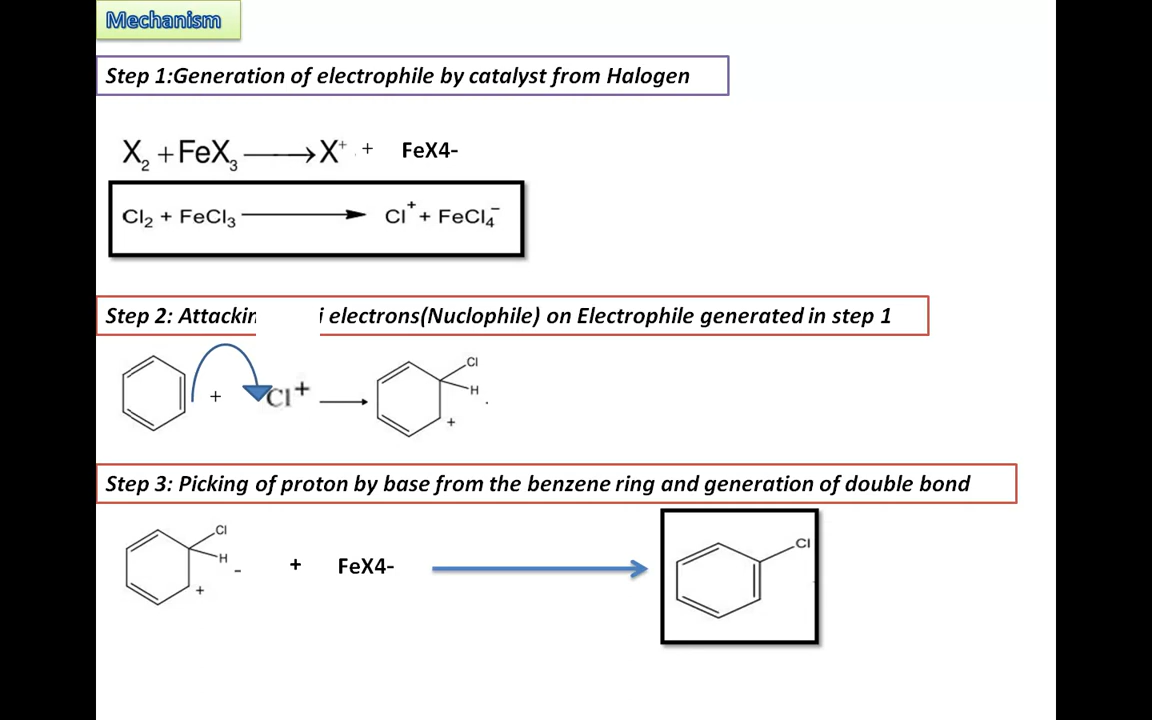 Mechanism
Step 1:Generation of electrophile by catalyst from Halogen
X₂ + FeX₃ ⟶ X⁺ + FeX4-
Cl₂ + FeCl₃ ⟶ Cl⁺ + FeCl₄⁻
Step 2: Attackin i electrons(Nuclophile) on Electrophile generated in step 1
+ Cl⁺ ⟶ Cl
H
+
Step 3: Picking of proton by base from the benzene ring and generation of double bond
Cl
H -
+
+ FeX4- ⟶ Cl